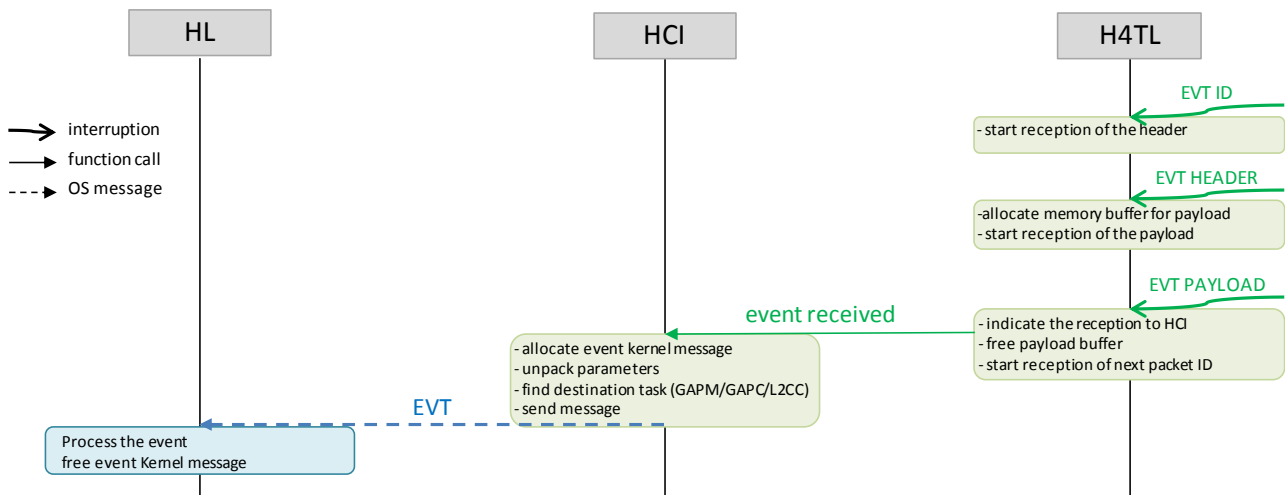 HL
HCI
H4TL
EVT ID
interruption
- start reception of the header
function call
EVT HEADER
OS message
-allocate memory buffer for payload
- start reception of the payload
EVT PAYLOAD
event received
- indicate the reception to HCI
- free payload buffer
- start reception of next packet ID
- allocate event kernel message
- unpack parameters
- find destination task (GAPM/GAPC/L2CC)
- send message
EVT
Process the event
free event Kernel message